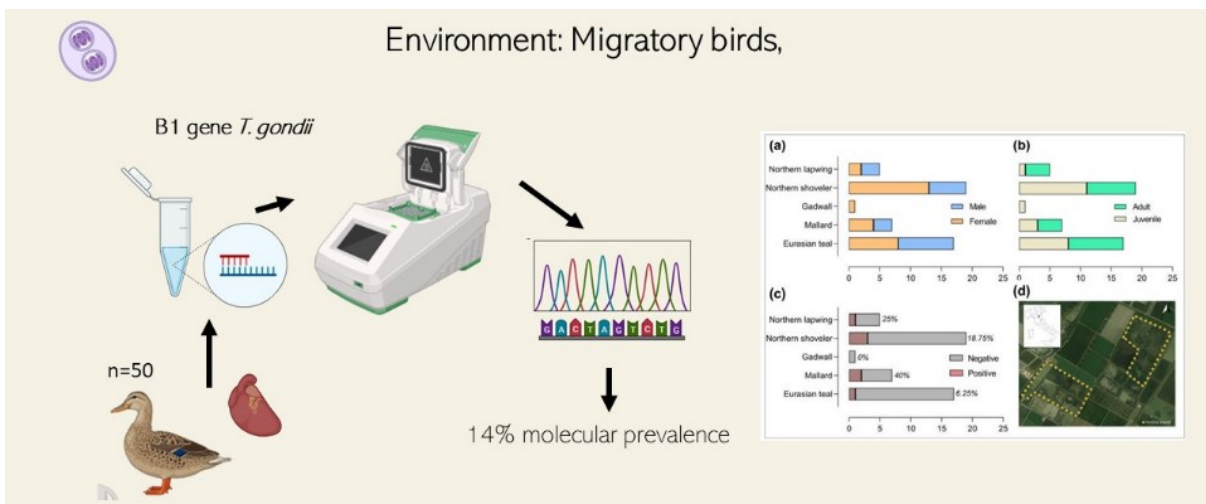 Environment: Migratory birds,
B1 gene T. gondii
n=50
G A C T A G T C T G
14% molecular prevalence
(a)
Northern lapwing
Northern shoveler
Gadwall
Mallard
Eurasian teal
Male
Female
0 5 10 15 20 25
(b)
Adult
Juvenile
0 5 10 15 20 25
(c)
Northern lapwing
Northern shoveler
Gadwall
Mallard
Eurasian teal
25%
18.75%
0%
40%
6.25%
Negative
Positive
0 5 10 15 20 25
(d)